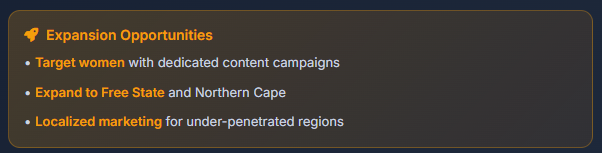 Expansion Opportunities
• Target women with dedicated content campaigns
• Expand to Free State and Northern Cape
• Localized marketing for under-penetrated regions